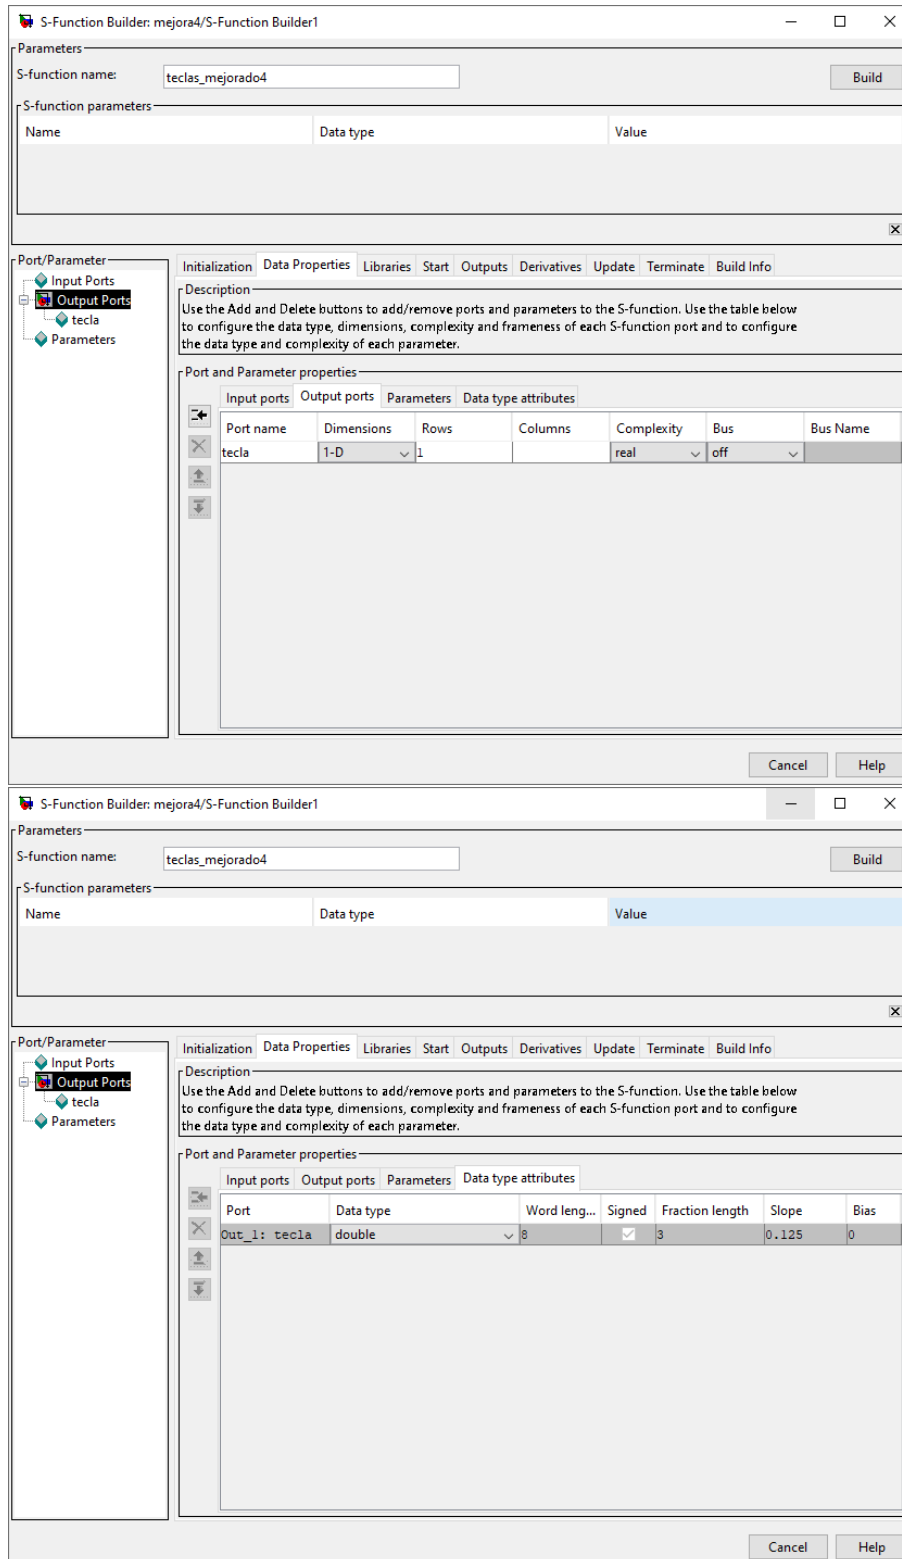 S-Function Builder: mejora4/S-Function Builder1
Parameters
S-function name: teclas_mejorado4 Build
S-function parameters
Name Data type Value
Port/Parameter
Input Ports
Output Ports
tecla
Parameters
Initialization Data Properties Libraries Start Outputs Derivatives Update Terminate Build Info
Description
Use the Add and Delete buttons to add/remove ports and parameters to the S-function. Use the table below
to configure the data type, dimensions, complexity and frameness of each S-function port and to configure
the data type and complexity of each parameter.
Port and Parameter properties
Input ports Output ports Parameters Data type attributes
Port name Dimensions Rows Columns Complexity Bus Bus Name
tecla 1-D 1 real off
Cancel Help
S-Function Builder: mejora4/S-Function Builder1
Parameters
S-function name: teclas_mejorado4 Build
S-function parameters
Name Data type Value
Port/Parameter
Input Ports
Output Ports
tecla
Parameters
Initialization Data Properties Libraries Start Outputs Derivatives Update Terminate Build Info
Description
Use the Add and Delete buttons to add/remove ports and parameters to the S-function. Use the table below
to configure the data type, dimensions, complexity and frameness of each S-function port and to configure
the data type and complexity of each parameter.
Port and Parameter properties
Input ports Output ports Parameters Data type attributes
Port Data type Word leng... Signed Fraction length Slope Bias
Out_1: tecla double 8 3 0.125 0
Cancel Help